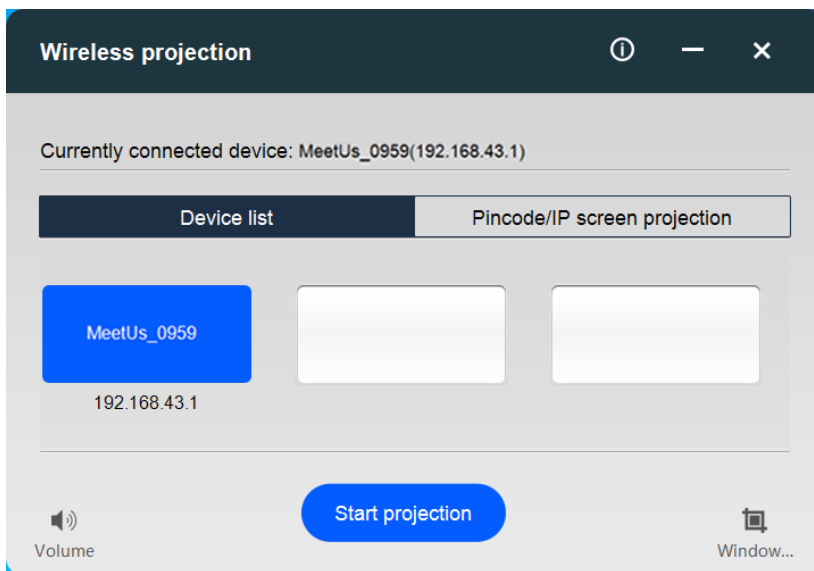 Wireless projection
Currently connected device: MeetUs_0959(192.168.43.1)
Device list
Pincode/IP screen projection
MeetUs_0959
192.168.43.1
Start projection
Volume
Window...